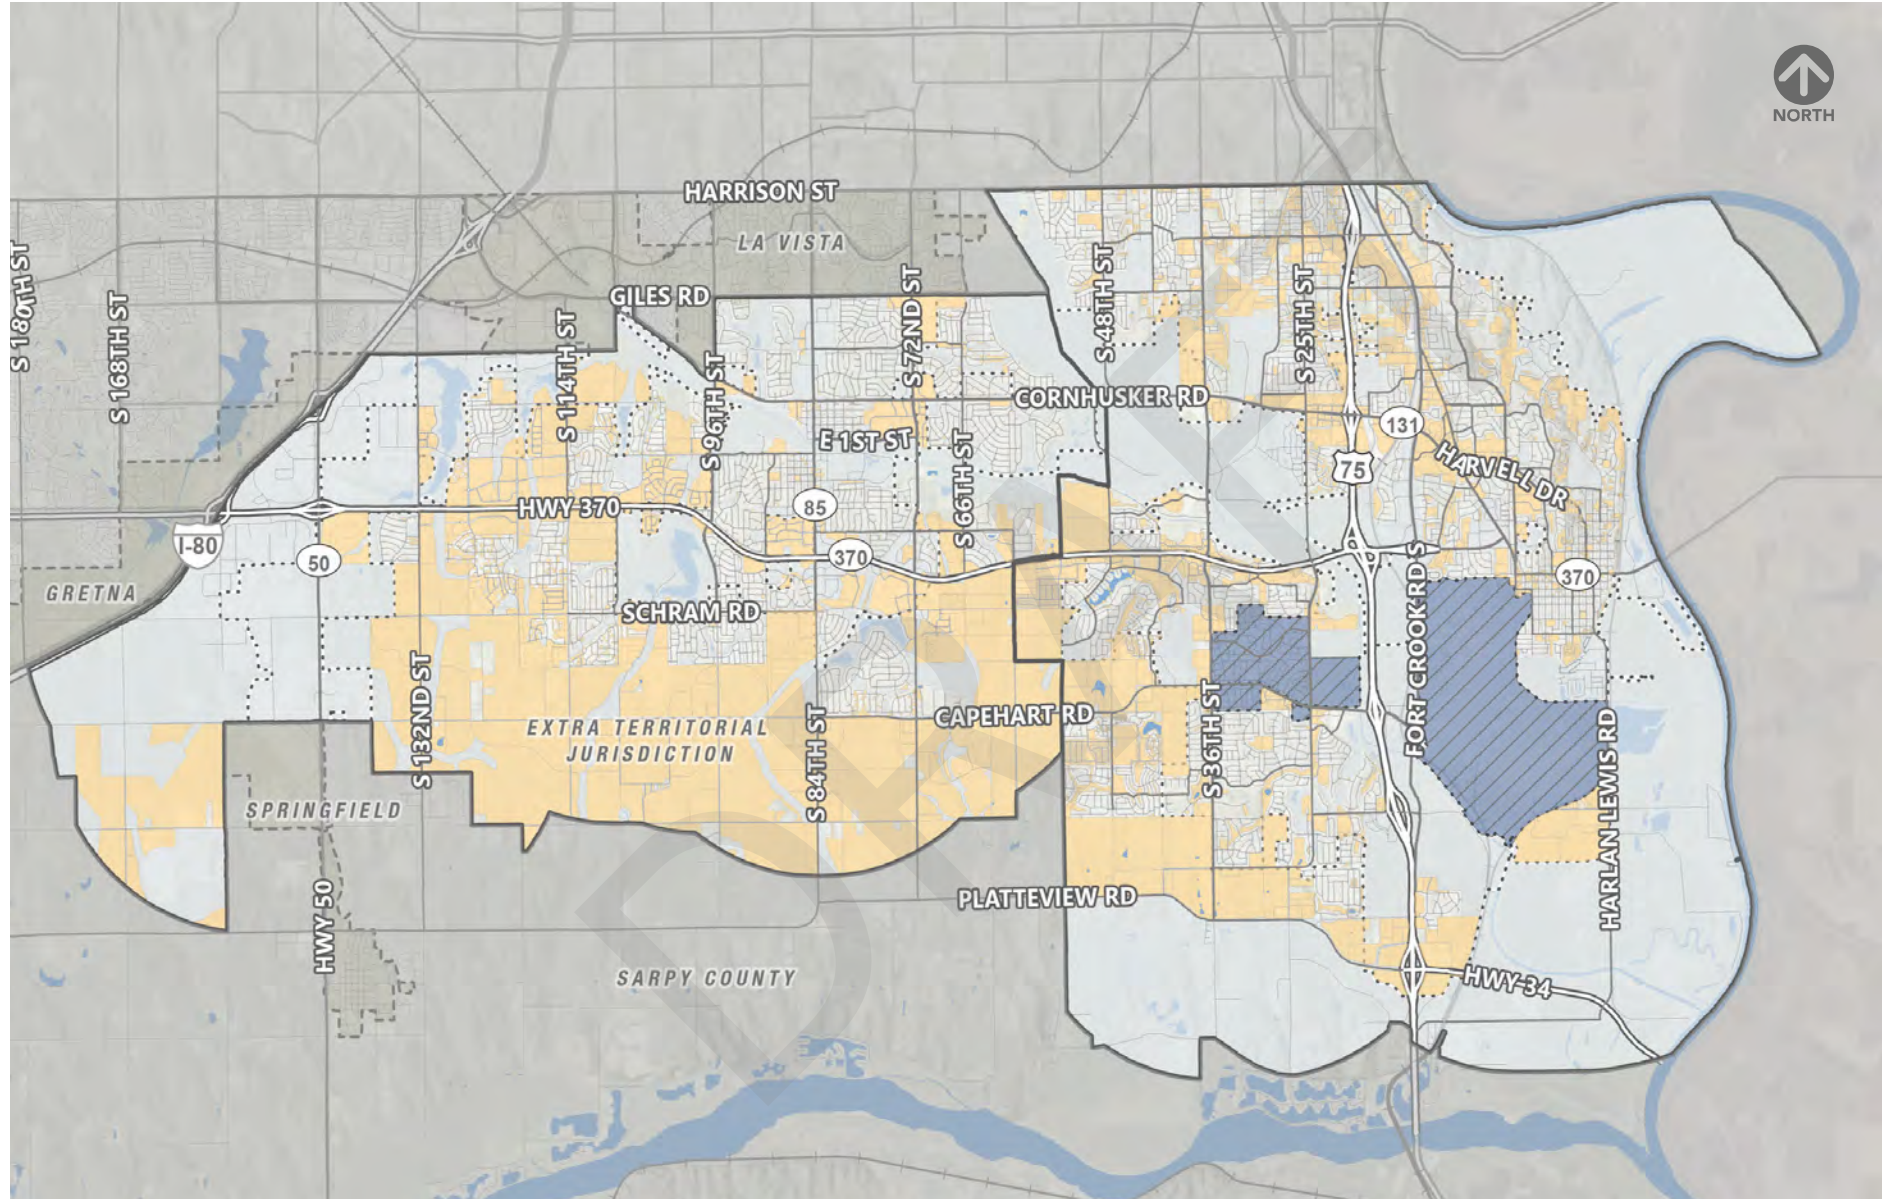 NORTH
HARRISON ST
LA VISTA
S 180TH ST
S 168TH ST
GILES RD
S 114TH ST
S 96TH ST
S 72ND ST
S 48TH ST
S 25TH ST
CORNHUSKER RD
131
E 1ST ST
75
HARVELL DR
S 66TH ST
HWY 370
85
I-80
50
370
370
GRETNA
SCHRAM RD
FORT CROOK RD S
S 132ND ST
S 36TH ST
CAPEHART RD
EXTRA TERRITORIAL
JURISDICTION
S 84TH ST
HARLAN LEWIS RD
SPRINGFIELD
PLATTEVIEW RD
HWY 50
SARPY COUNTY
HWY 34
DRAFT